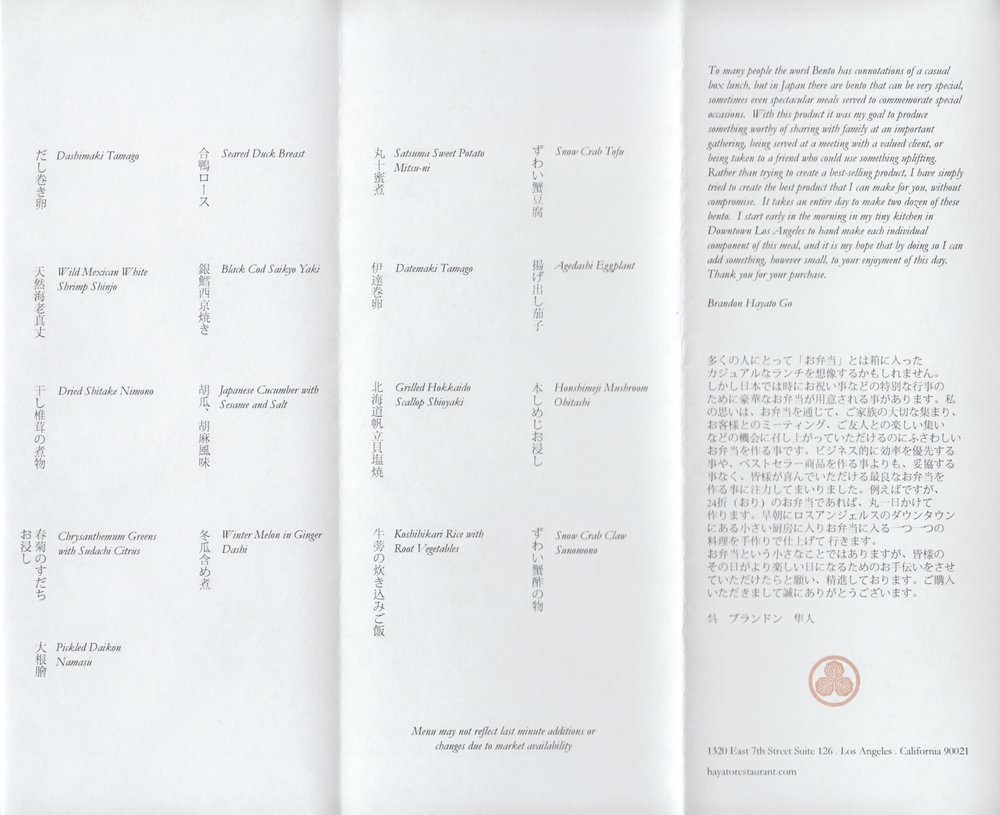 だし巻き卵
Dashimaki Tamago
天然海老真丈
Wild Mexican White
Shrimp Shinjo
干し椎茸の煮物
Dried Shitake Nimono
春菊のすだち
お浸し
Chrysanthemum Greens
with Sudachi Citrus
大根膾
Pickled Daikon
Namasu
合鴨ロース
Seared Duck Breast
銀鱈西京焼き
Black Cod Saikyo Yaki
胡瓜、胡麻風味
Japanese Cucumber with
Sesame and Salt
冬瓜含め煮
Winter Melon in Ginger
Dashi
丸十蜜煮
Satsuma Sweet Potato
Mitsu-ni
伊達巻卵
Datemaki Tamago
北海道帆立貝塩焼
Grilled Hokkaido
Scallop Shioyaki
牛蒡の炊き込みご飯
Koshihikari Rice with
Root Vegetables
ずわい蟹豆腐
Snow Crab Tofu
揚げ出し茄子
Agedashi Eggplant
本しめじお浸し
Honshimeji Mushroom
Ohitashi
ずわい蟹酢の物
Snow Crab Claw
Sunomono
Menu may not reflect last minute additions or
changes due to market availability
To many people the word Bento has connotations of a casual
box lunch, but in Japan there are bento that can be very special,
sometimes even spectacular meals served to commemorate special
occasions. With this product it was my goal to produce
something worthy of sharing with family at an important
gathering, being served at a meeting with a valued client, or
being taken to a friend who could use something uplifting.
Rather than trying to create a best-selling product, I have simply
tried to create the best product that I can make for you, without
compromise. It takes an entire day to make two dozen of these
bento. I start early in the morning in my tiny kitchen in
Downtown Los Angeles to hand make each individual
component of this meal, and it is my hope that by doing so I can
add something, however small, to your enjoyment of this day.
Thank you for your purchase.
Brandon Hayato Go
多くの人にとって「お弁当」とは箱に入った
カジュアルなランチを想像するかもしれません。
しかし日本では時にお祝い事などの特別な行事の
ために豪華なお弁当が用意される事があります。私
の思いは、お弁当を通じて、ご家族の大切な集まり、
お客様とのミーティング、ご友人との楽しい集い
などの機会に召し上がっていただけるのにふさわしい
お弁当を作る事です。ビジネス的に効率を優先する
事や、ベストセラー商品を作る事よりも、妥協する
事なく、皆様が喜んでいただける最良なお弁当を
作る事に注力してまいりました。例えばですが、
24折（おり）のお弁当であれば、丸一日かけて
作ります。早朝にロスアンジェルスのダウンタウン
にある小さい厨房に入りお弁当に入る一つ一つの
料理を手作りで仕上げて行きます。
お弁当という小さなことではありますが、皆様の
その日がより楽しい日になるためのお手伝いをさせ
ていただけたらと願い、精進しております。ご購入
いただきまして誠にありがとうございます。
呉 ブランドン 隼人
1320 East 7th Street Suite 126 . Los Angeles . California 90021
hayatorestaurant.com